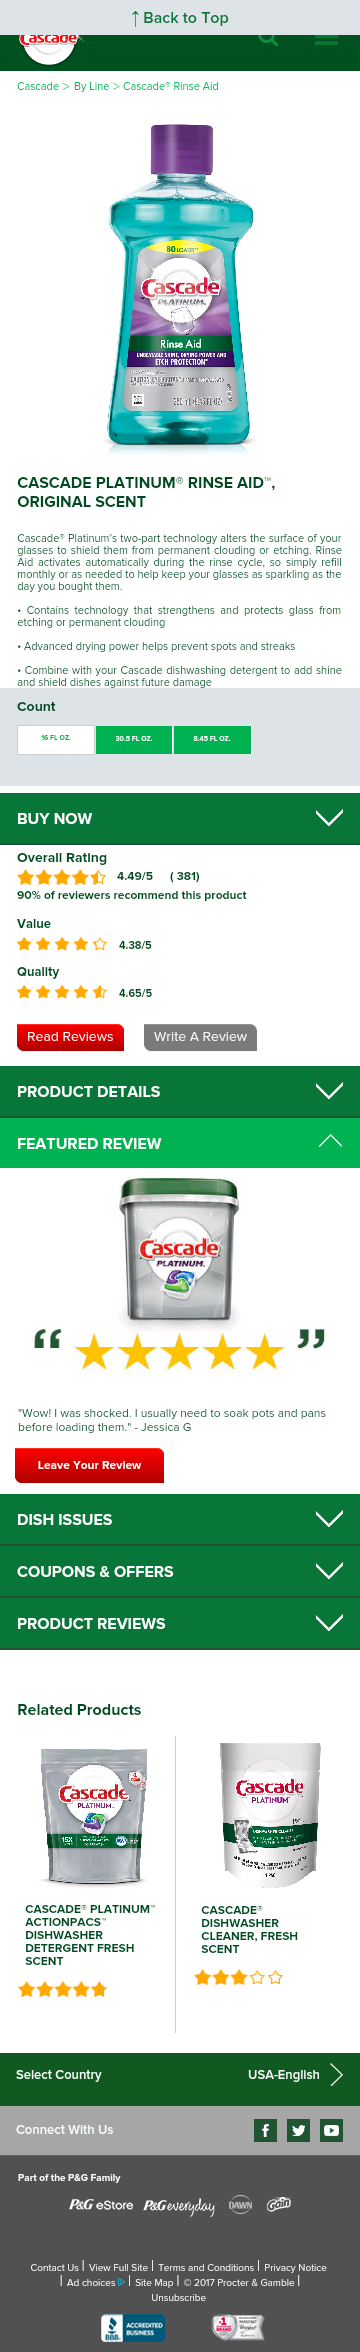 ↑ Back to Top
Cascade
Cascade > By Line > Cascade® Rinse Aid
80 LOADS**
Cascade
PLATINUM
Rinse Aid
UNBEATABLE SHINE, DRYING POWER AND
ETCH PROTECTION*
CASCADE PLATINUM® RINSE AID™,
ORIGINAL SCENT
Cascade® Platinum's two-part technology alters the surface of your
glasses to shield them from permanent clouding or etching. Rinse
Aid activates automatically during the rinse cycle, so simply refill
monthly or as needed to help keep your glasses as sparkling as the
day you bought them.
• Contains technology that strengthens and protects glass from
etching or permanent clouding
• Advanced drying power helps prevent spots and streaks
• Combine with your Cascade dishwashing detergent to add shine
and shield dishes against future damage
Count
16 FL OZ. 30.5 FL OZ. 8.45 FL OZ.
BUY NOW
Overall Rating
4.49/5 ( 381)
90% of reviewers recommend this product
Value
4.38/5
Quality
4.65/5
Read Reviews Write A Review
PRODUCT DETAILS
FEATURED REVIEW
Cascade
PLATINUM.
“ ”
"Wow! I was shocked. I usually need to soak pots and pans
before loading them." - Jessica G
Leave Your Review
DISH ISSUES
COUPONS & OFFERS
PRODUCT REVIEWS
Related Products
Cascade
PLATINUM.
15X
Cascade
PLATINUM
DISHWASHER CLEANER
CASCADE® PLATINUM™
ACTIONPACS™
DISHWASHER
DETERGENT FRESH
SCENT
CASCADE®
DISHWASHER
CLEANER, FRESH
SCENT
Select Country USA-English
Connect With Us
Part of the P&G Family
P&G eStore P&G everyday DAWN Gain
Contact Us | View Full Site | Terms and Conditions | Privacy Notice
| Ad choices | Site Map | © 2017 Procter & Gamble |
Unsubscribe
BBB ACCREDITED
BUSINESS
#1 BRAND